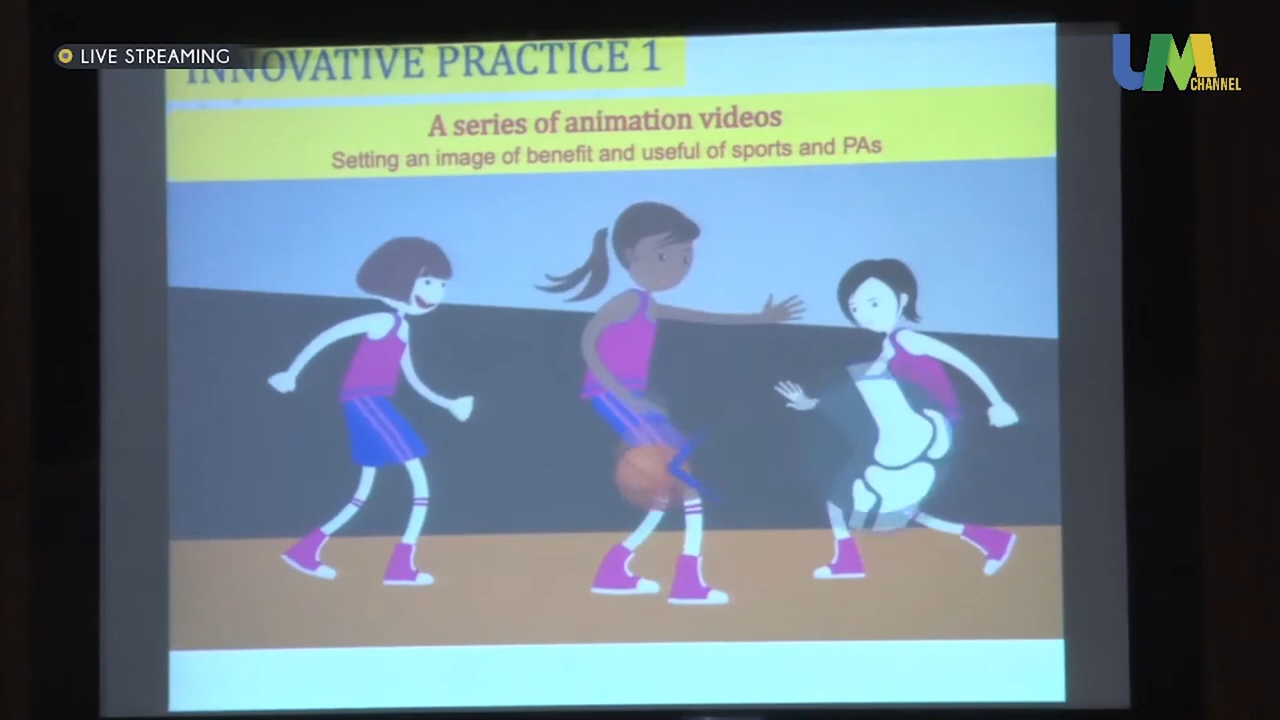 LIVE STREAMING
UM
CHANNEL
INNOVATIVE PRACTICE 1
A series of animation videos
Setting an image of benefit and useful of sports and PAs